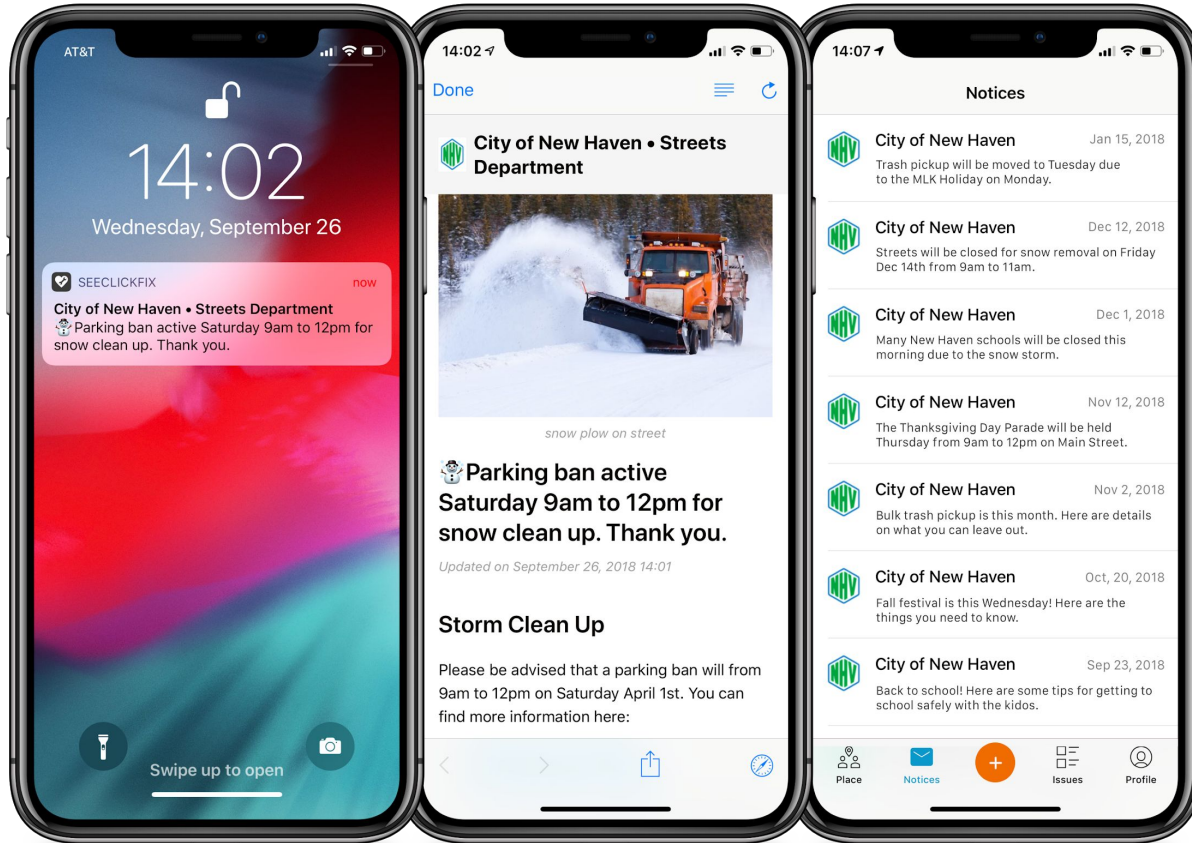 AT&T
14:02
Wednesday, September 26
SEECLICKFIX now
City of New Haven • Streets Department
⛄Parking ban active Saturday 9am to 12pm for
snow clean up. Thank you.
Swipe up to open
14:02
Done
NHV
City of New Haven • Streets
Department
snow plow on street
⛄Parking ban active
Saturday 9am to 12pm for
snow clean up. Thank you.
Updated on September 26, 2018 14:01
Storm Clean Up
Please be advised that a parking ban will from
9am to 12pm on Saturday April 1st. You can
find more information here:
14:07
Notices
NHV
City of New Haven Jan 15, 2018
Trash pickup will be moved to Tuesday due
to the MLK Holiday on Monday.
NHV
City of New Haven Dec 12, 2018
Streets will be closed for snow removal on Friday
Dec 14th from 9am to 11am.
NHV
City of New Haven Dec 1, 2018
Many New Haven schools will be closed this
morning due to the snow storm.
NHV
City of New Haven Nov 12, 2018
The Thanksgiving Day Parade will be held
Thursday from 9am to 12pm on Main Street.
NHV
City of New Haven Nov 2, 2018
Bulk trash pickup is this month. Here are details
on what you can leave out.
NHV
City of New Haven Oct, 20, 2018
Fall festival is this Wednesday! Here are the
things you need to know.
NHV
City of New Haven Sep 23, 2018
Back to school! Here are some tips for getting to
school safely with the kidos.
Place Notices + Issues Profile